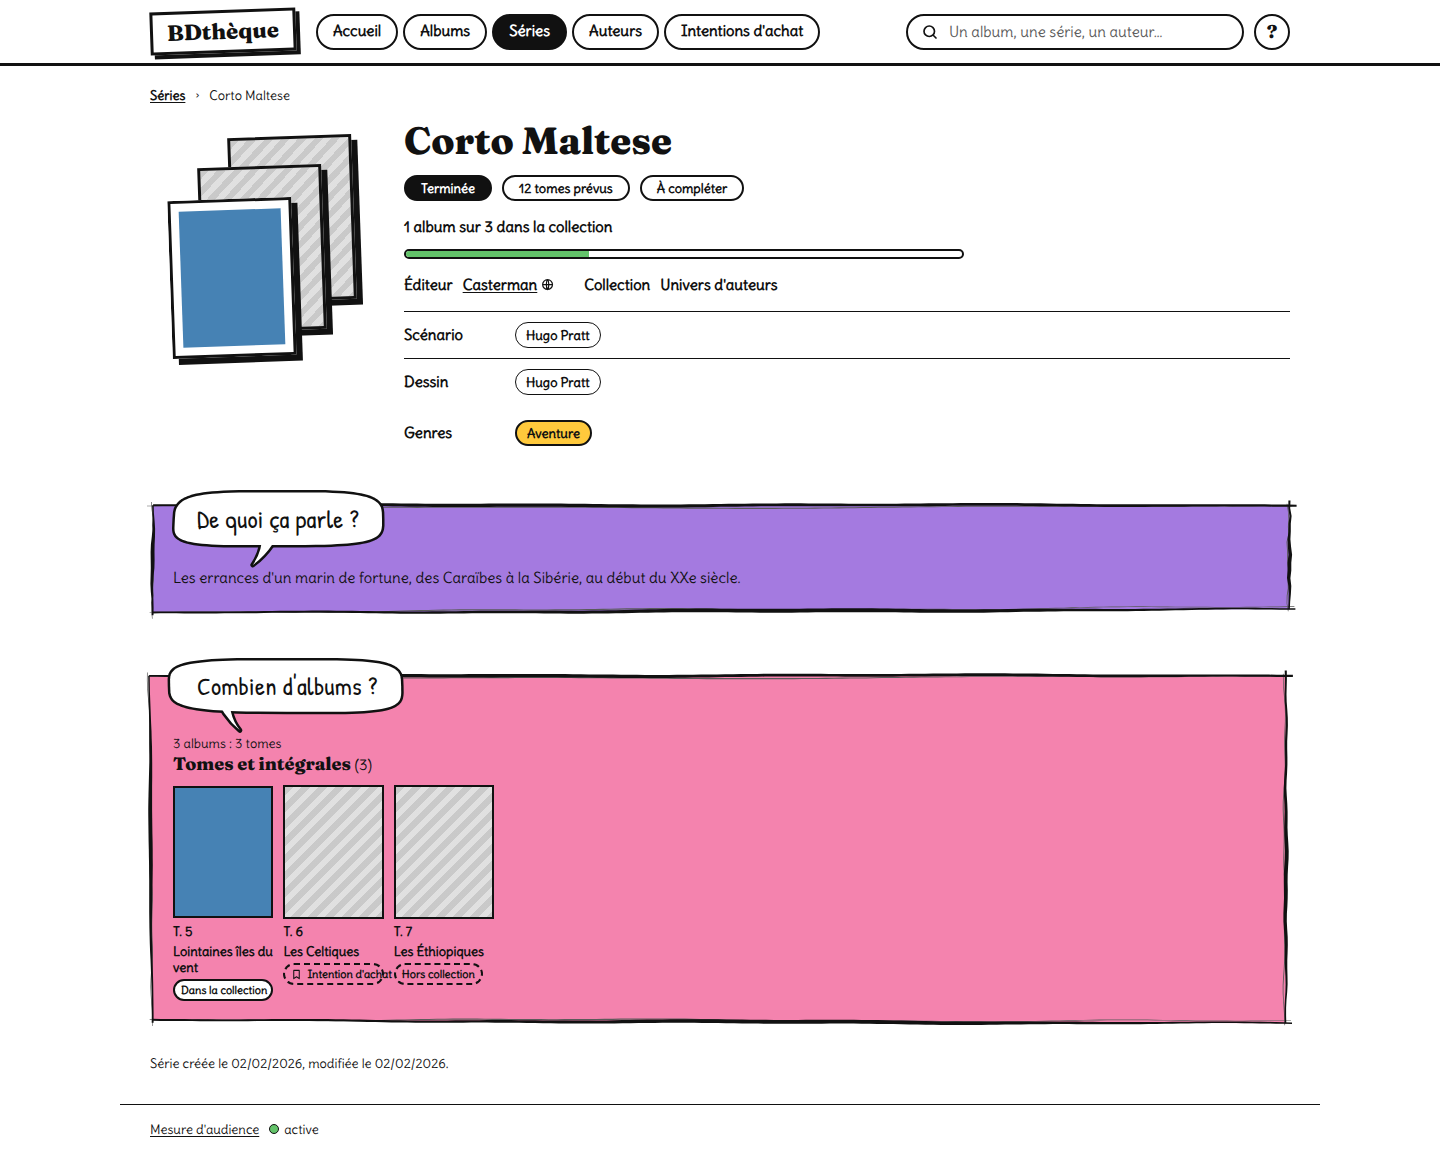 BDthèque
Accueil
Albums
Séries
Auteurs
Intentions d'achat
Un album, une série, un auteur...
?
Séries › Corto Maltese
Corto Maltese
Terminée
12 tomes prévus
À compléter
1 album sur 3 dans la collection
Éditeur Casterman Collection Univers d'auteurs
Scénario Hugo Pratt
Dessin Hugo Pratt
Genres Aventure
De quoi ça parle ?
Les errances d'un marin de fortune, des Caraïbes à la Sibérie, au début du XXe siècle.
Combien d'albums ?
3 albums : 3 tomes
Tomes et intégrales (3)
T. 5
Lointaines îles du
vent
Dans la collection
T. 6
Les Celtiques
Intention d'achat
T. 7
Les Éthiopiques
Hors collection
Série créée le 02/02/2026, modifiée le 02/02/2026.
Mesure d'audience active